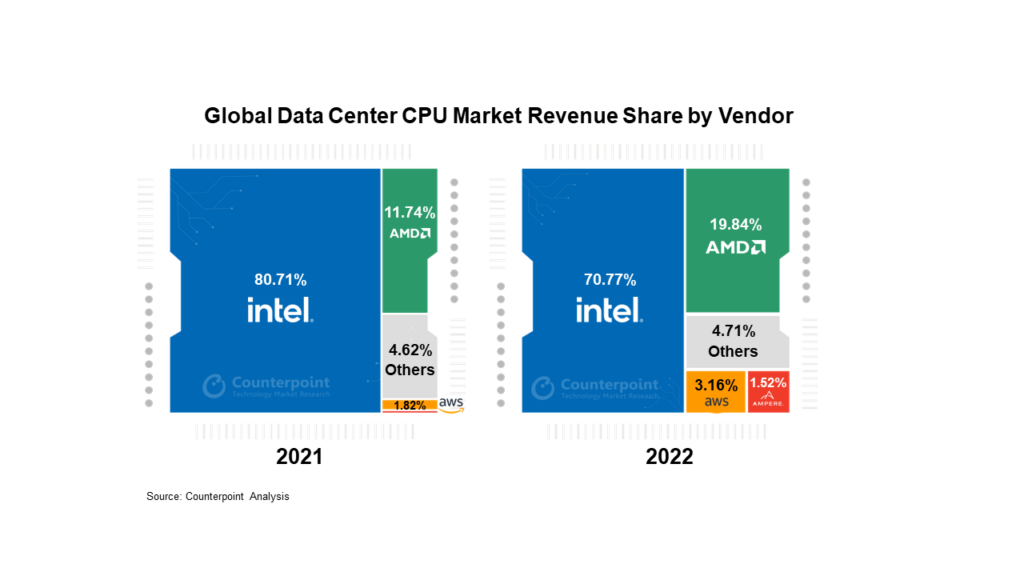 Global Data Center CPU Market Revenue Share by Vendor
80.71%
intel.
11.74%
AMD
4.62%
Others
1.82%
aws
Counterpoint
Technology Market Research
2021
70.77%
intel.
19.84%
AMD
4.71%
Others
3.16%
aws
1.52%
AMPERE.
Counterpoint
Technology Market Research
2022
Source: Counterpoint Analysis